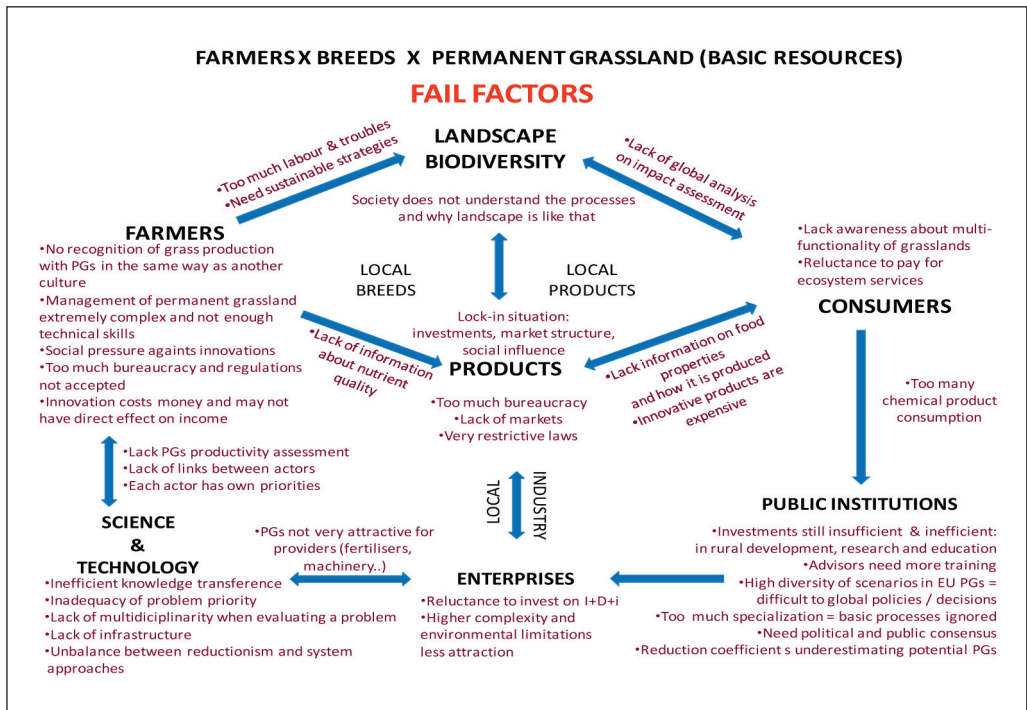 FARMERS X BREEDS X PERMANENT GRASSLAND (BASIC RESOURCES)
FAIL FACTORS
LANDSCAPE
BIODIVERSITY
•Too much labour & troubles
•Need sustainable strategies
•Lack of global analysis
on impact assessment
Society does not understand the processes
and why landscape is like that
FARMERS
•No recognition of grass production
with PGs in the same way as another
culture
•Management of permanent grassland
extremely complex and not enough
technical skills
•Social pressure againts innovations
•Too much bureaucracy and regulations
not accepted
•Innovation costs money and may not
have direct effect on income
LOCAL
BREEDS
LOCAL
PRODUCTS
•Lack awareness about multi-
functionality of grasslands
•Reluctance to pay for
ecosystem services
CONSUMERS
Lock-in situation:
investments, market structure,
social influence
PRODUCTS
•Too much bureaucracy
•Lack of markets
•Very restrictive laws
•Lack of information
about nutrient
quality
•Lack information on food
properties
and how it is produced
•Innovative products are
expensive
•Too many
chemical product
consumption
•Lack PGs productivity assessment
•Lack of links between actors
•Each actor has own priorities
LOCAL
INDUSTRY
SCIENCE
&
TECHNOLOGY
•Inefficient knowledge transference
•Inadequacy of problem priority
•Lack of multidiciplinarity when evaluating a problem
•Lack of infrastructure
•Unbalance between reductionism and system
approaches
•PGs not very attractive for
providers (fertilisers,
machinery..)
ENTERPRISES
•Reluctance to invest on I+D+i
•Higher complexity and
environmental limitations
less attraction
PUBLIC INSTITUTIONS
•Investments still insufficient & inefficient:
in rural development, research and education
•Advisors need more training
•High diversity of scenarios in EU PGs =
difficult to global policies / decisions
•Too much specialization = basic processes ignored
•Need political and public consensus
•Reduction coefficient s underestimating potential PGs